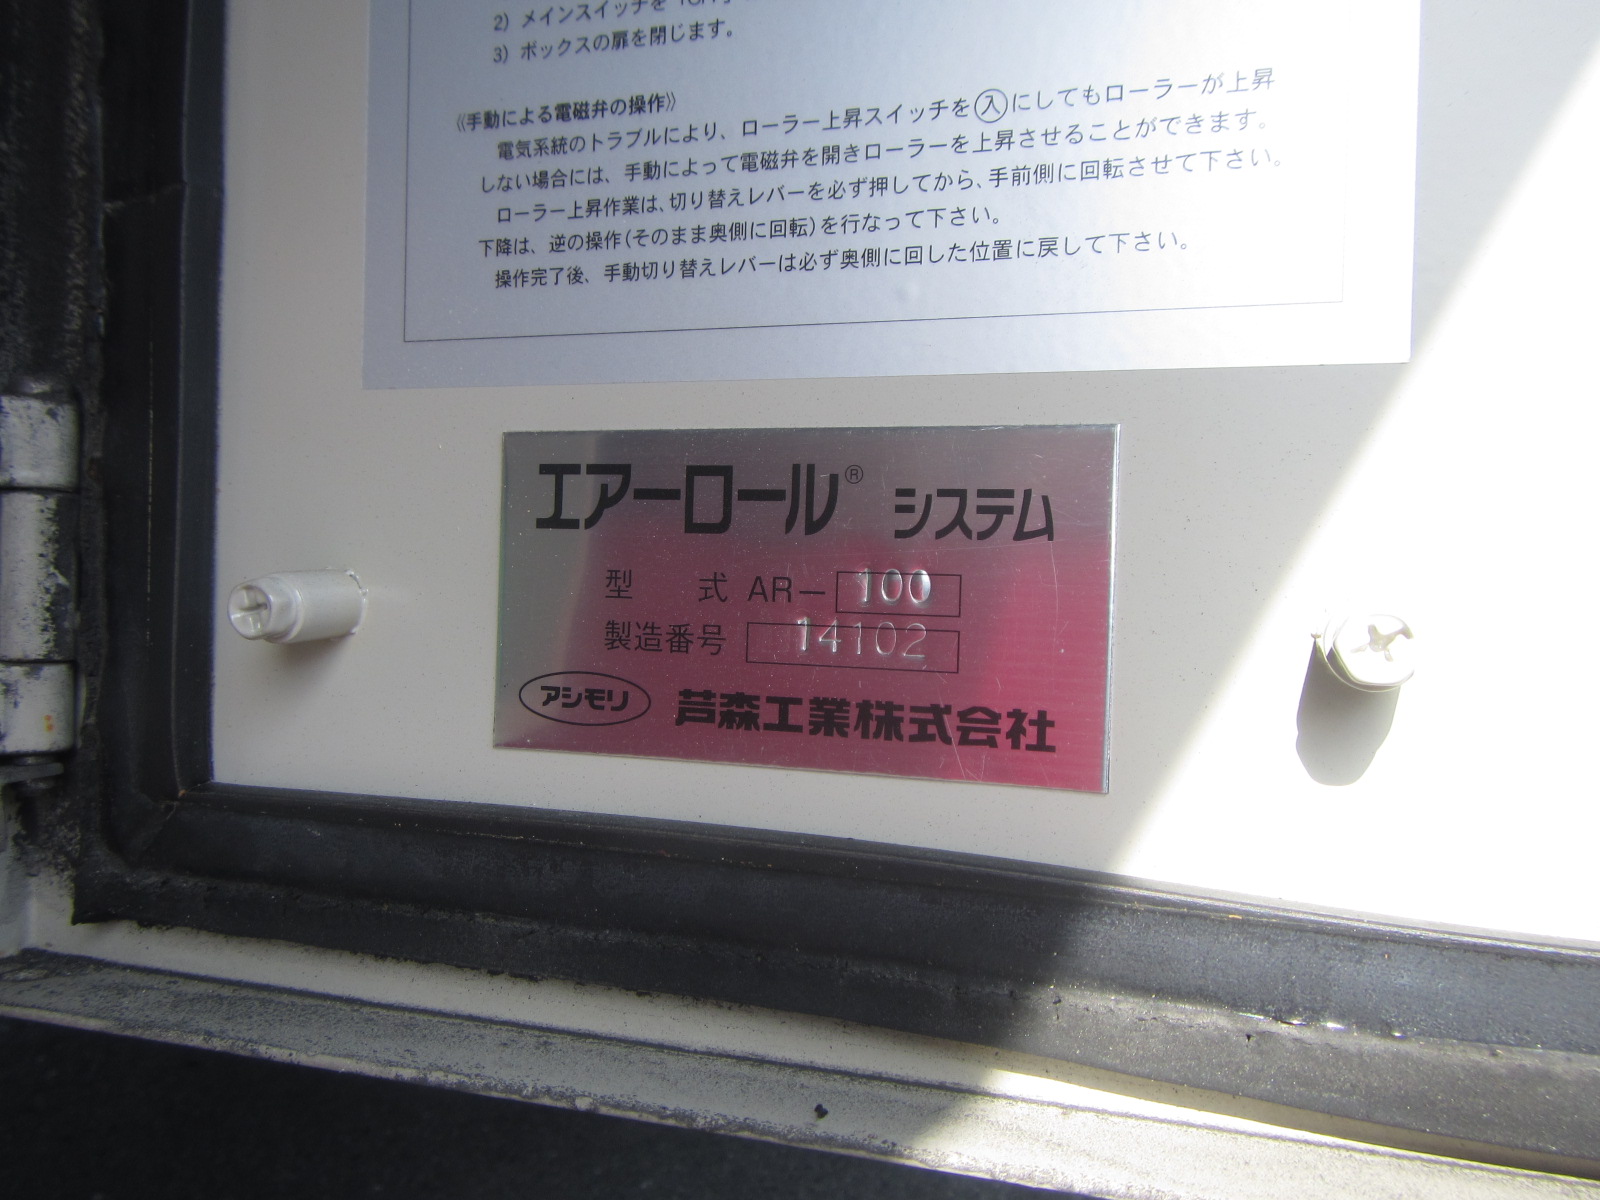 2) メインスイッチを「
3) ボックスの扉を閉じます。
《手動による電磁弁の操作》
電気系統のトラブルにより、ローラー上昇スイッチを㊅にしてもローラーが上昇
しない場合には、手動によって電磁弁を開きローラーを上昇させることができます。
ローラー上昇作業は、切り替えレバーを必ず押してから、手前側に回転させて下さい。
下降は、逆の操作(そのまま奥側に回転)を行なって下さい。
操作完了後、手動切り替えレバーは必ず奥側に回した位置に戻して下さい。
エアーロール® システム
型 式 AR-100
製造番号 14102
アシモリ 芦森工業株式会社